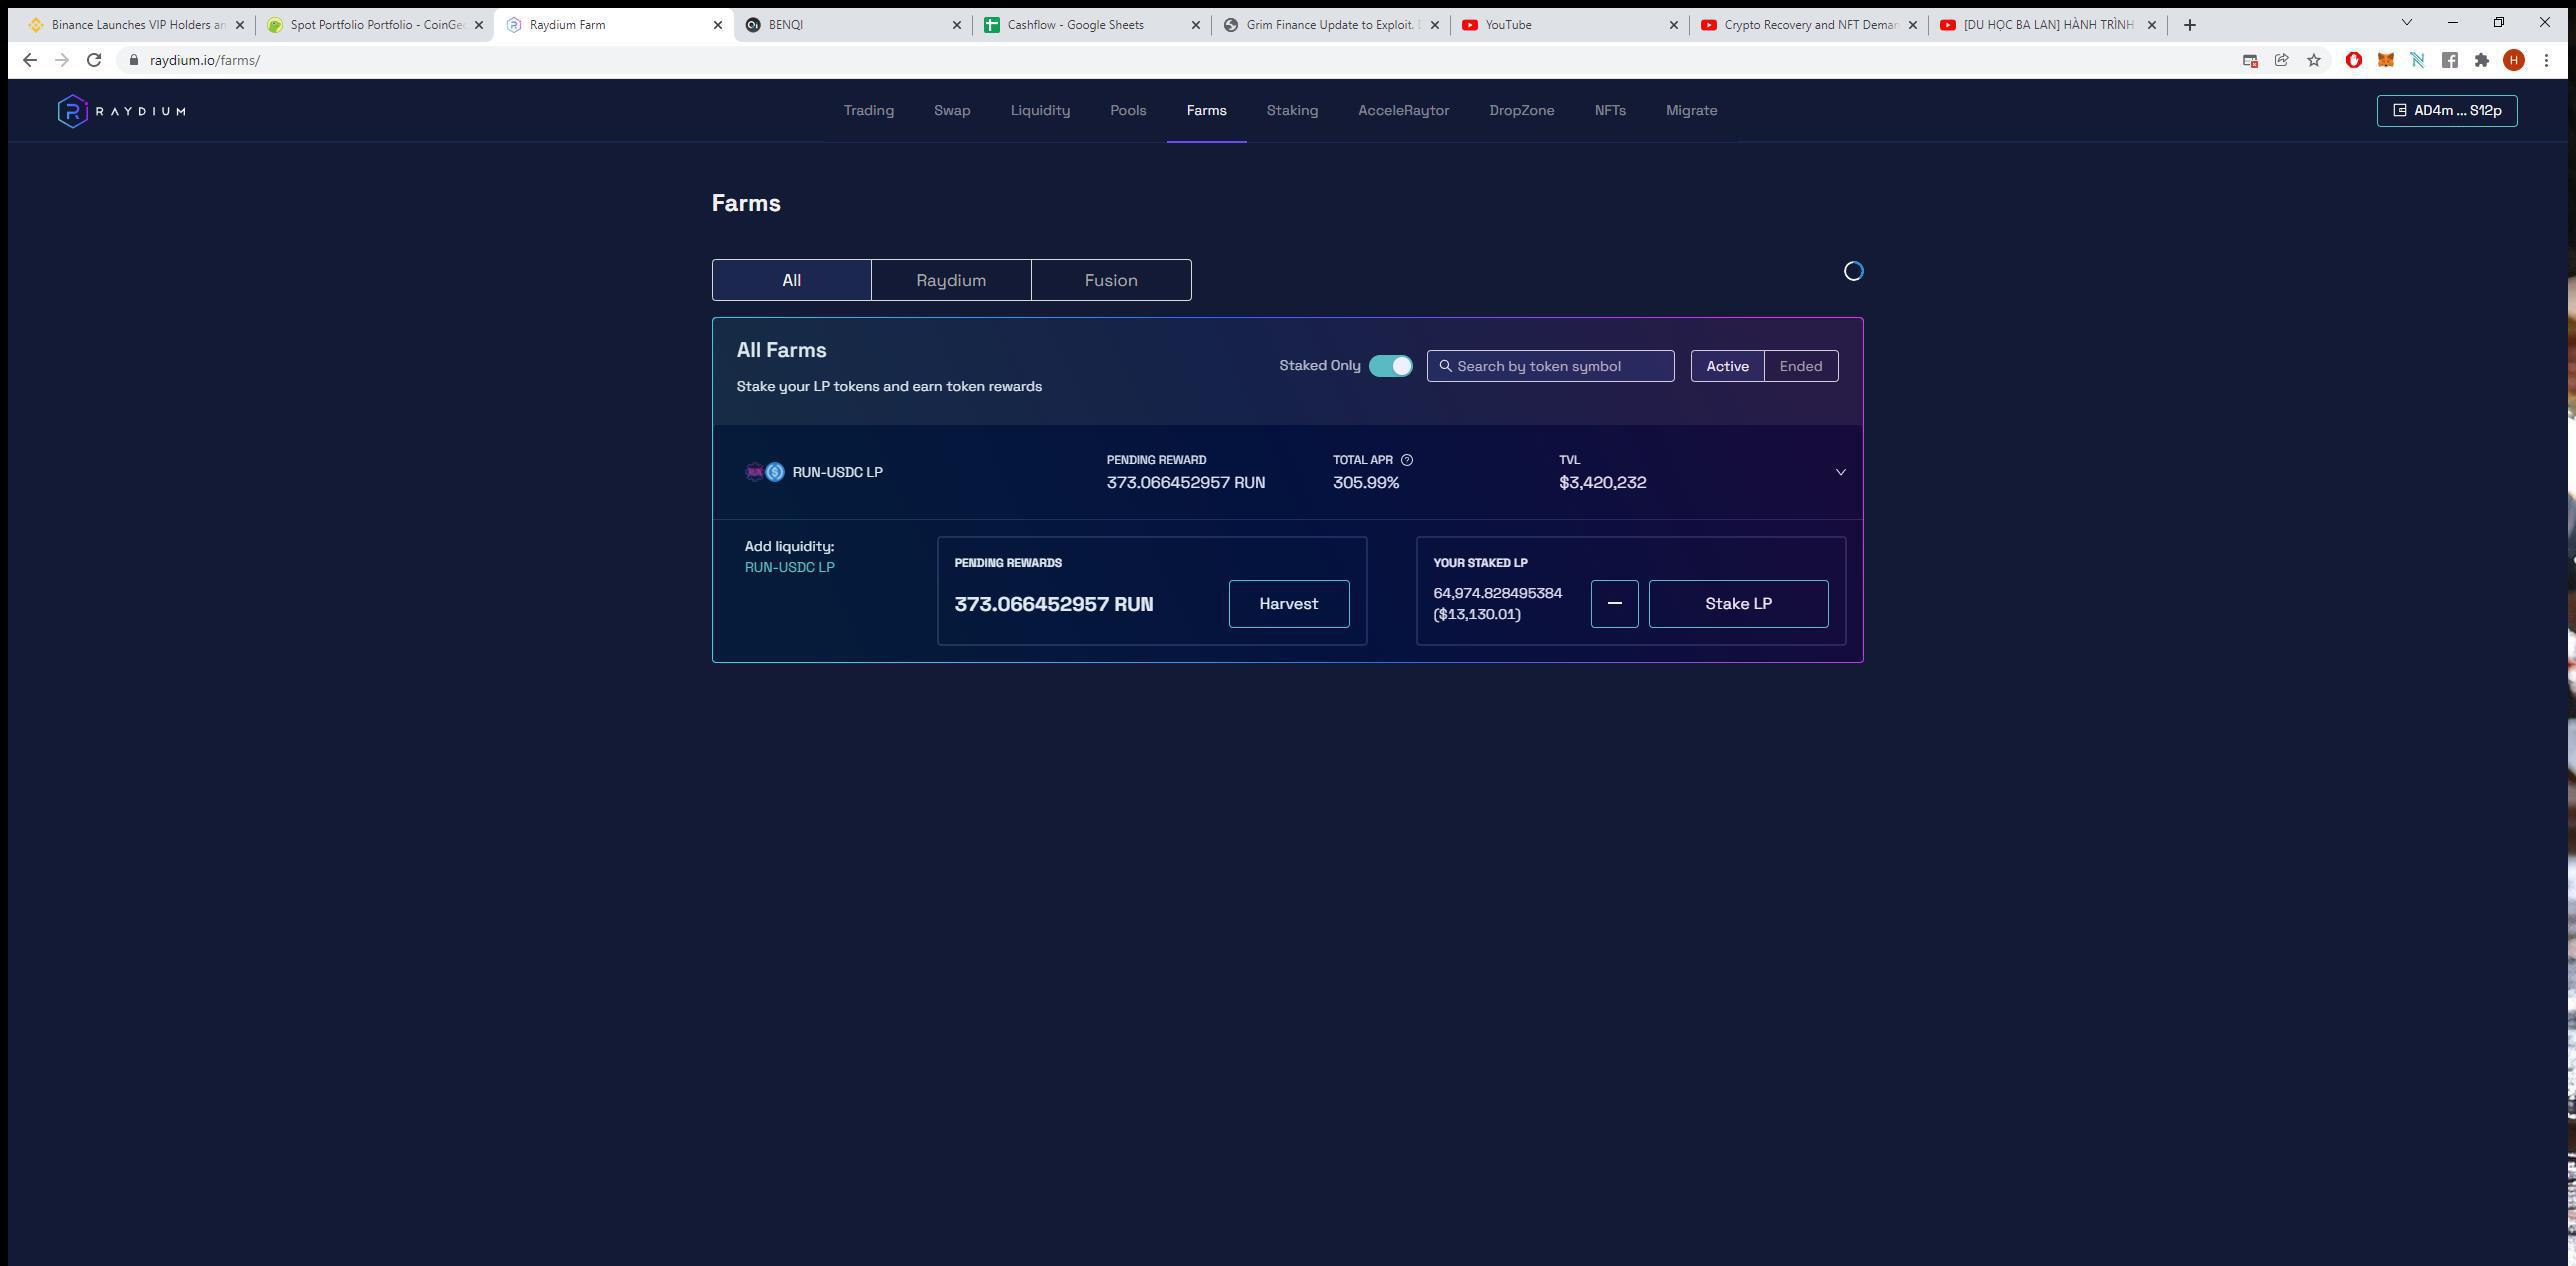 Binance Launches VIP Holders an
Spot Portfolio Portfolio - CoinGec
Raydium Farm
BENQI
Cashflow - Google Sheets
Grim Finance Update to Exploit.
YouTube
Crypto Recovery and NFT Deman
[DU HỌC BA LAN] HÀNH TRÌNH
raydium.io/farms/
H
RAYDIUM
Trading
Swap
Liquidity
Pools
Farms
Staking
AcceleRaytor
DropZone
NFTs
Migrate
AD4m ... S12p
Farms
All
Raydium
Fusion
All Farms
Stake your LP tokens and earn token rewards
Staked Only
Search by token symbol
Active
Ended
RUN-USDC LP
PENDING REWARD
373.066452957 RUN
TOTAL APR
305.99%
TVL
$3,420,232
Add liquidity:
RUN-USDC LP
PENDING REWARDS
373.066452957 RUN
Harvest
YOUR STAKED LP
64,974.828495384
($13,130.01)
Stake LP